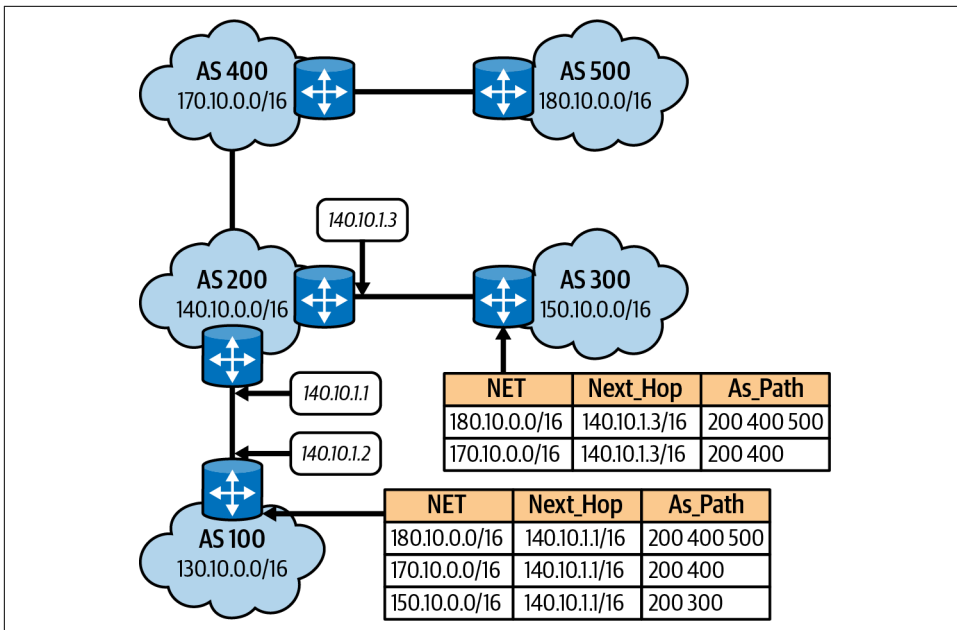 AS 400
170.10.0.0/16
AS 500
180.10.0.0/16
140.10.1.3
AS 200
140.10.0.0/16
AS 300
150.10.0.0/16
140.10.1.1
140.10.1.2
NET Next_Hop As_Path
180.10.0.0/16 140.10.1.3/16 200 400 500
170.10.0.0/16 140.10.1.3/16 200 400
AS 100
130.10.0.0/16
NET Next_Hop As_Path
180.10.0.0/16 140.10.1.1/16 200 400 500
170.10.0.0/16 140.10.1.1/16 200 400
150.10.0.0/16 140.10.1.1/16 200 300